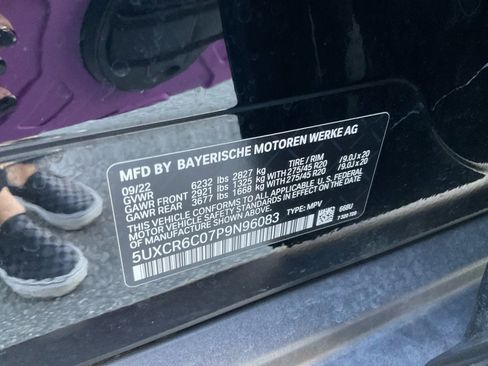 MFD BY BAYERISCHE MOTOREN WERKE AG
09/22 TIRE / RIM
GVWR 6232 lbs 2827 kg
GAWR FRONT 2921 lbs 1325 kg WITH 275/45 R20 / 9.0J x 20
GAWR REAR 3677 lbs 1668 kg WITH 275/45 R20 / 9.0J x 20
THIS VEHICLE CONFORMS TO ALL APPLICABLE U.S. FEDERAL
MOTOR VEHICLE SAFETY STANDARDS IN EFFECT ON THE DATE
OF MANUFACTURE SHOWN ABOVE.
5UXCR6C07P9N96083 TYPE: MPV
668U